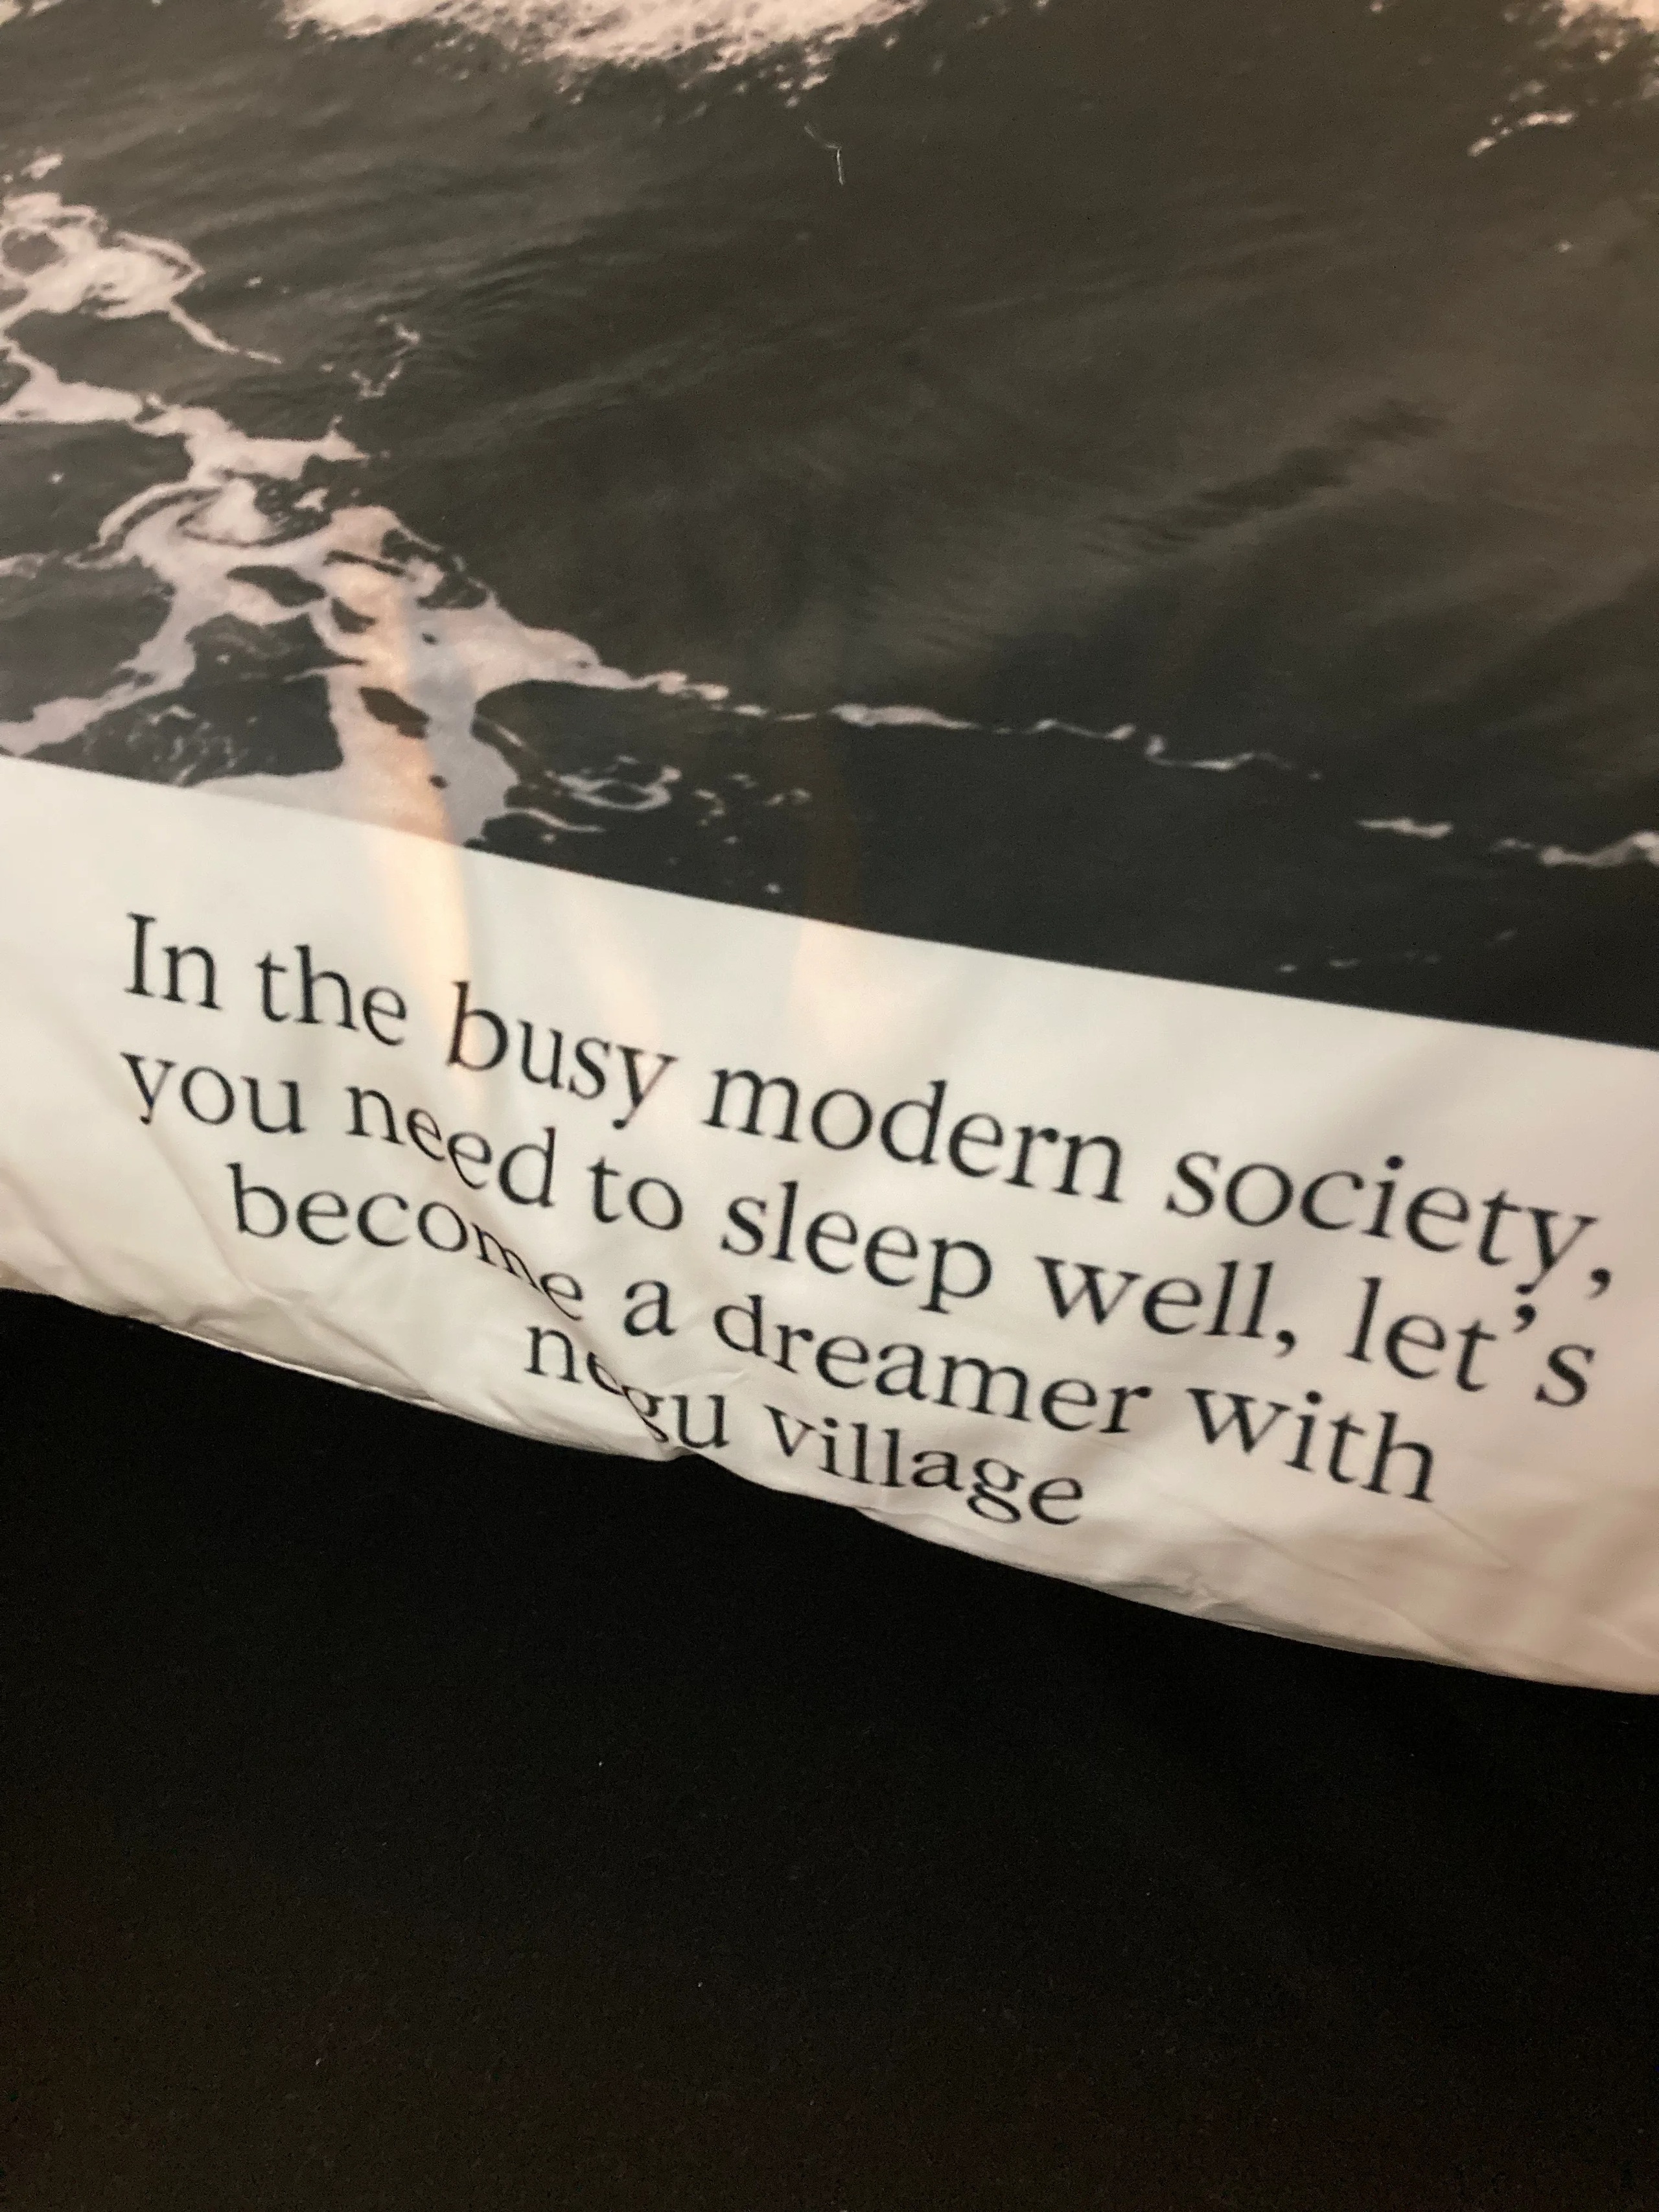 In the busy modern society,
you need to sleep well, let’s
become a dreamer with
village